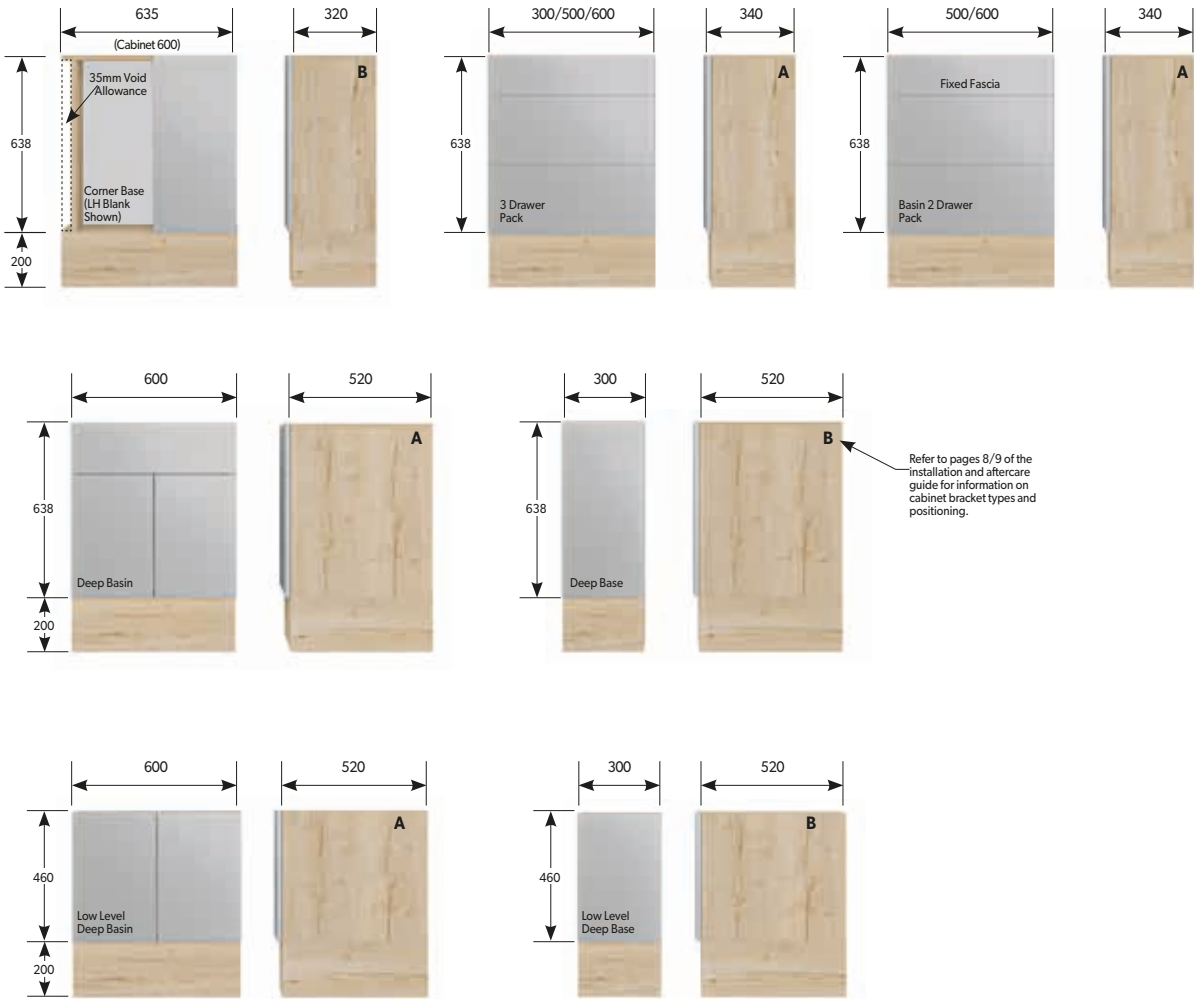 635
320
300/500/600
340
500/600
340
(Cabinet 600)
35mm Void
Allowance
B
A
Fixed Fascia
A
638
638
638
Corner Base
(LH Blank
Shown)
3 Drawer
Pack
Basin 2 Drawer
Pack
200
600
520
300
520
A
B
Refer to pages 8/9 of the
installation and aftercare
guide for information on
cabinet bracket types and
positioning.
638
638
Deep Basin
Deep Base
200
600
520
300
520
A
B
460
460
Low Level
Deep Basin
Low Level
Deep Base
200